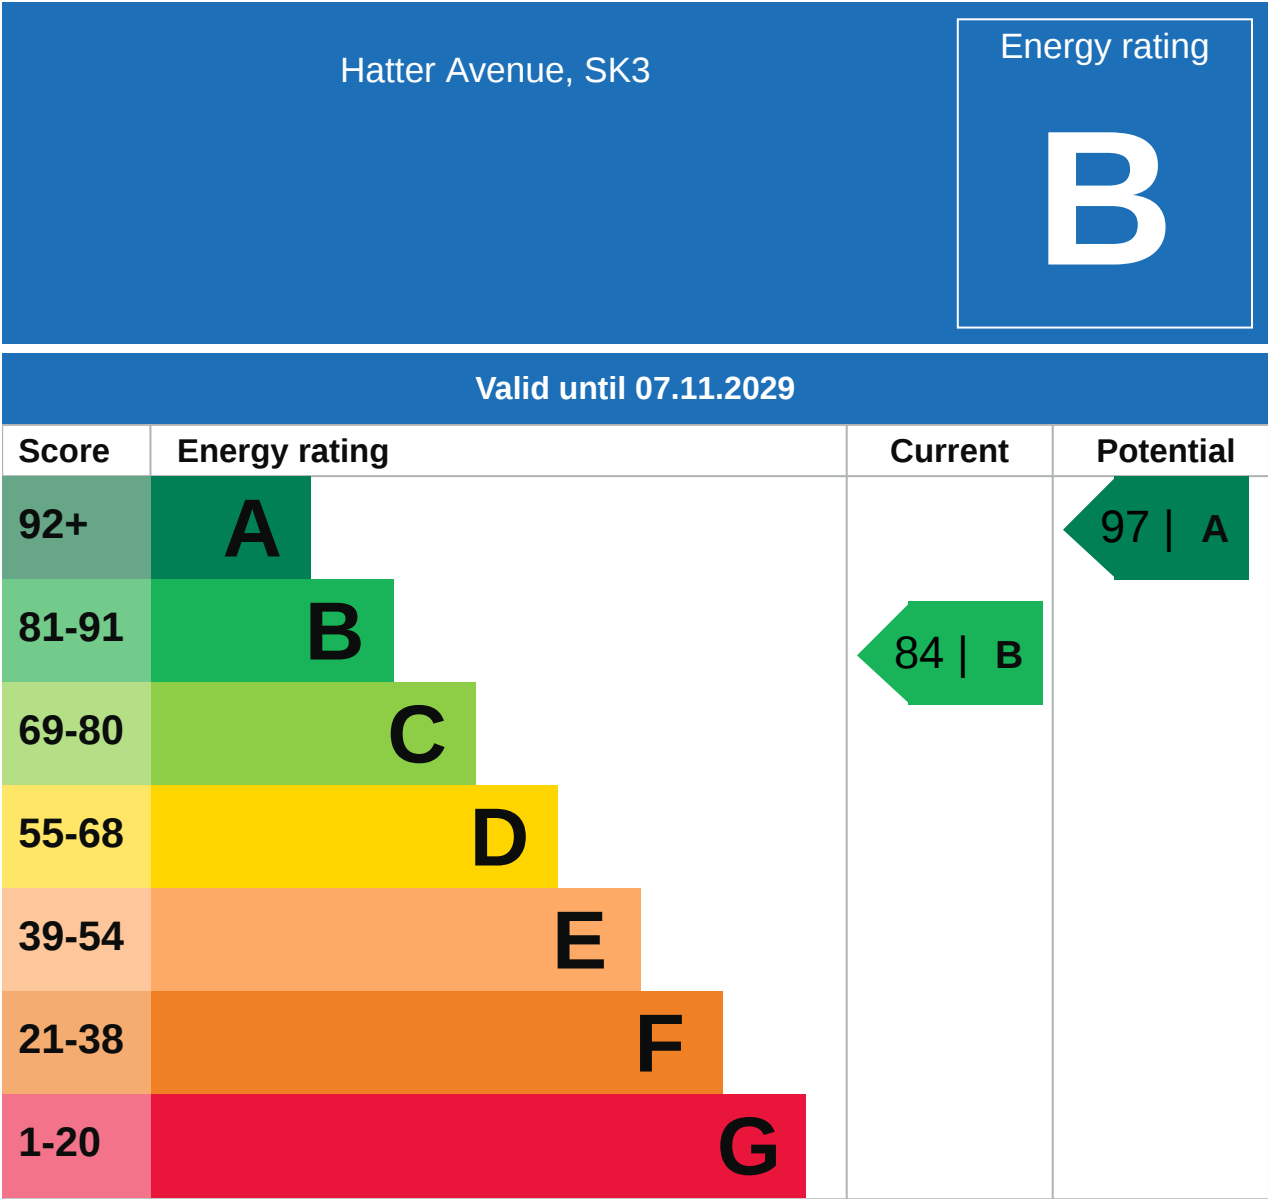 Hatter Avenue, SK3
Energy rating
B
Valid until 07.11.2029
Score Energy rating Current Potential
92+ A 97 | A
81-91 B 84 | B
69-80 C
55-68 D
39-54 E
21-38 F
1-20 G